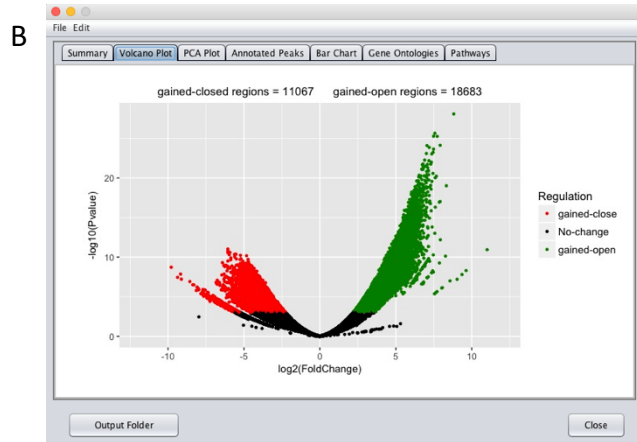 B
File Edit
Summary Volcano Plot PCA Plot Annotated Peaks Bar Chart Gene Ontologies Pathways
gained-closed regions = 11067 gained-open regions = 18683
-log10(Pvalue)
20
10
0
-10 -5 0 5 10
log2(FoldChange)
Regulation
gained-close
No-change
gained-open
Output Folder Close